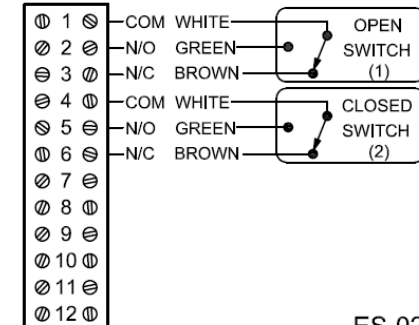 1 COM WHITE OPEN
2 N/O GREEN SWITCH
3 N/C BROWN (1)
4 COM WHITE CLOSED
5 N/O GREEN SWITCH
6 N/C BROWN (2)
7
8
9
10
11
12